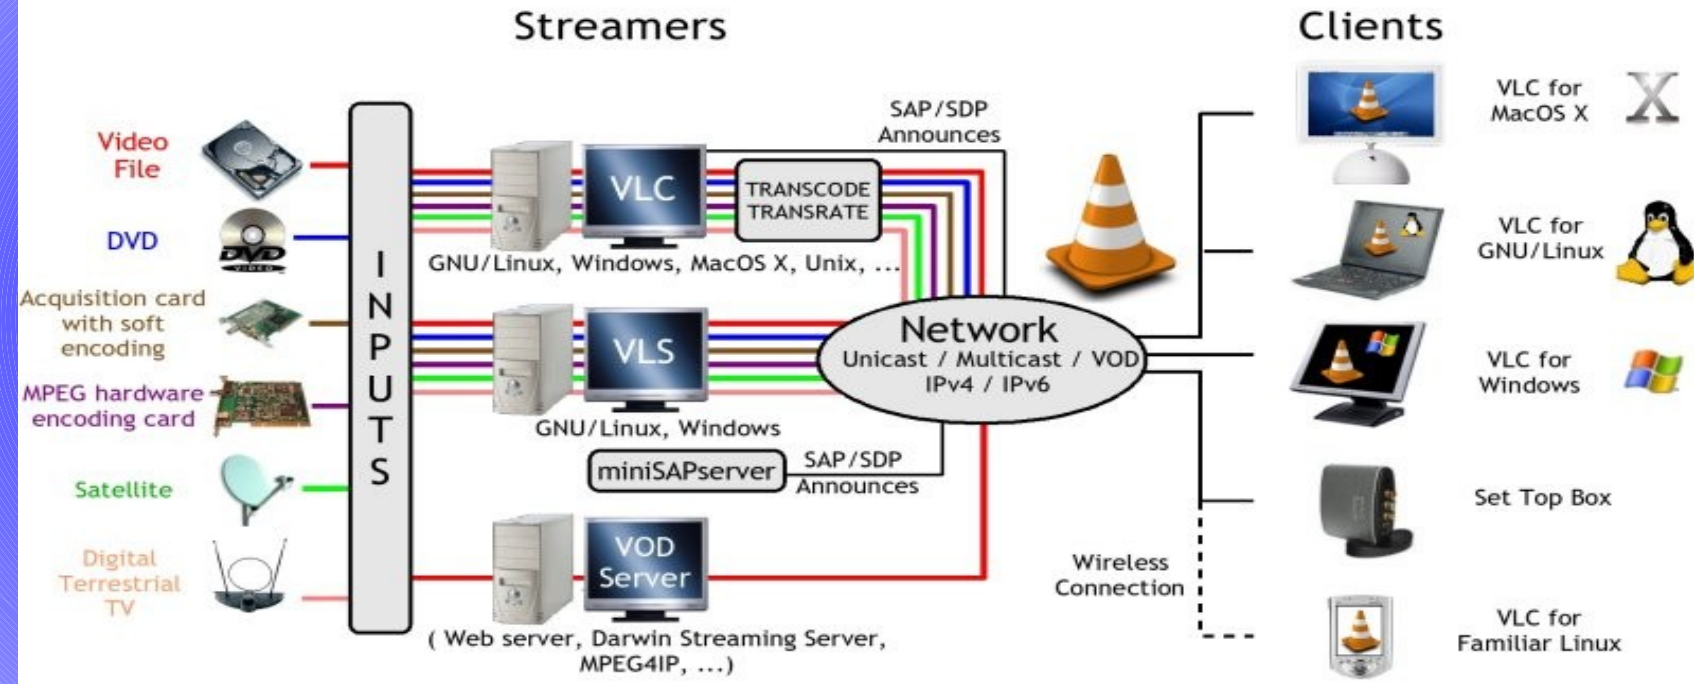 Streamers
Clients
Video
File
DVD
Acquisition card
with soft
encoding
MPEG hardware
encoding card
Satellite
Digital
Terrestrial
TV
DVD
VIDEO
INPUTS
VLC
TRANSCODE
TRANSRATE
SAP/SDP
Announces
GNU/Linux, Windows, MacOS X, Unix, ...
VLS
GNU/Linux, Windows
Network
Unicast / Multicast / VOD
IPv4 / IPv6
miniSAPserver
SAP/SDP
Announces
VOD
Server
( Web server, Darwin Streaming Server,
MPEG4IP, ...)
Wireless
Connection
VLC for
MacOS X
X
VLC for
GNU/Linux
VLC for
Windows
Set Top Box
VLC for
Familiar Linux